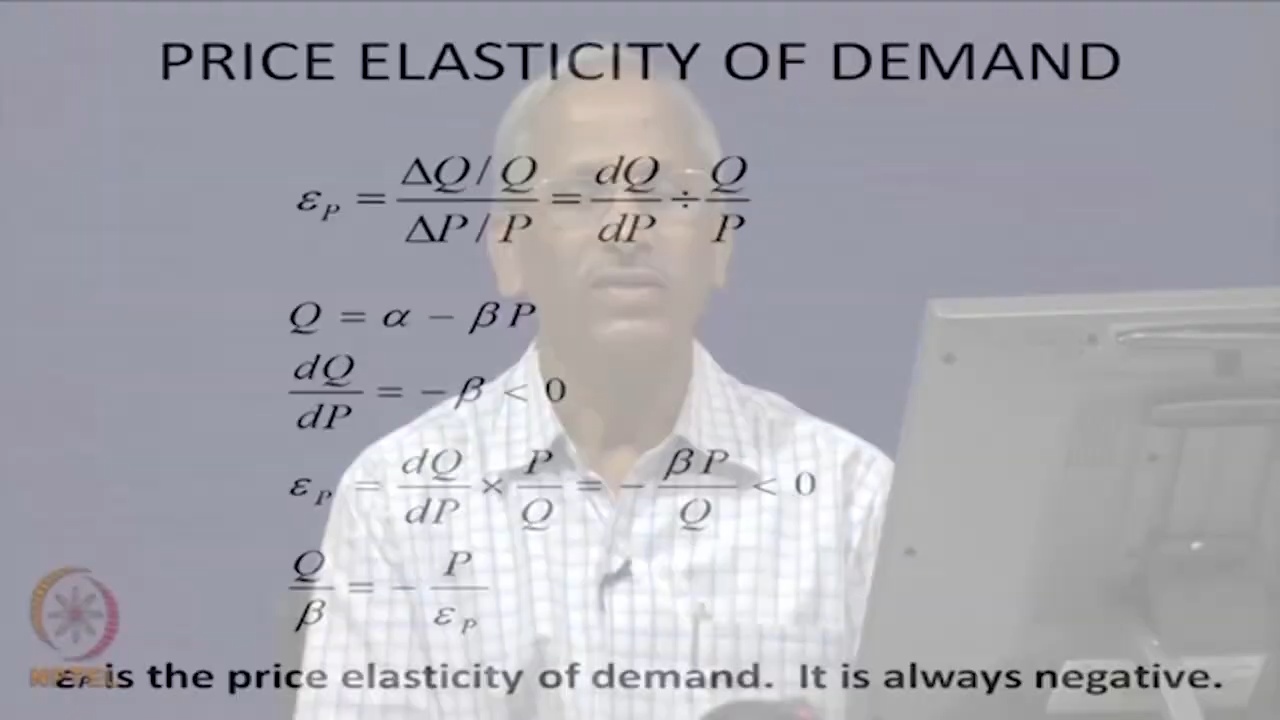 PRICE ELASTICITY OF DEMAND
ε_P = (ΔQ / Q) / (ΔP / P) = dQ/dP ÷ Q/P
Q = α − βP
dQ/dP = −β < 0
ε_P = dQ/dP × P/Q = − βP/Q < 0
Q/β = − P/ε_P
ε_P is the price elasticity of demand. It is always negative.